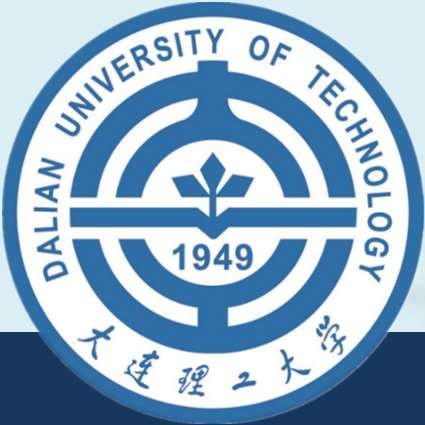 DALIAN UNIVERSITY OF TECHNOLOGY
1949
大连理工大学